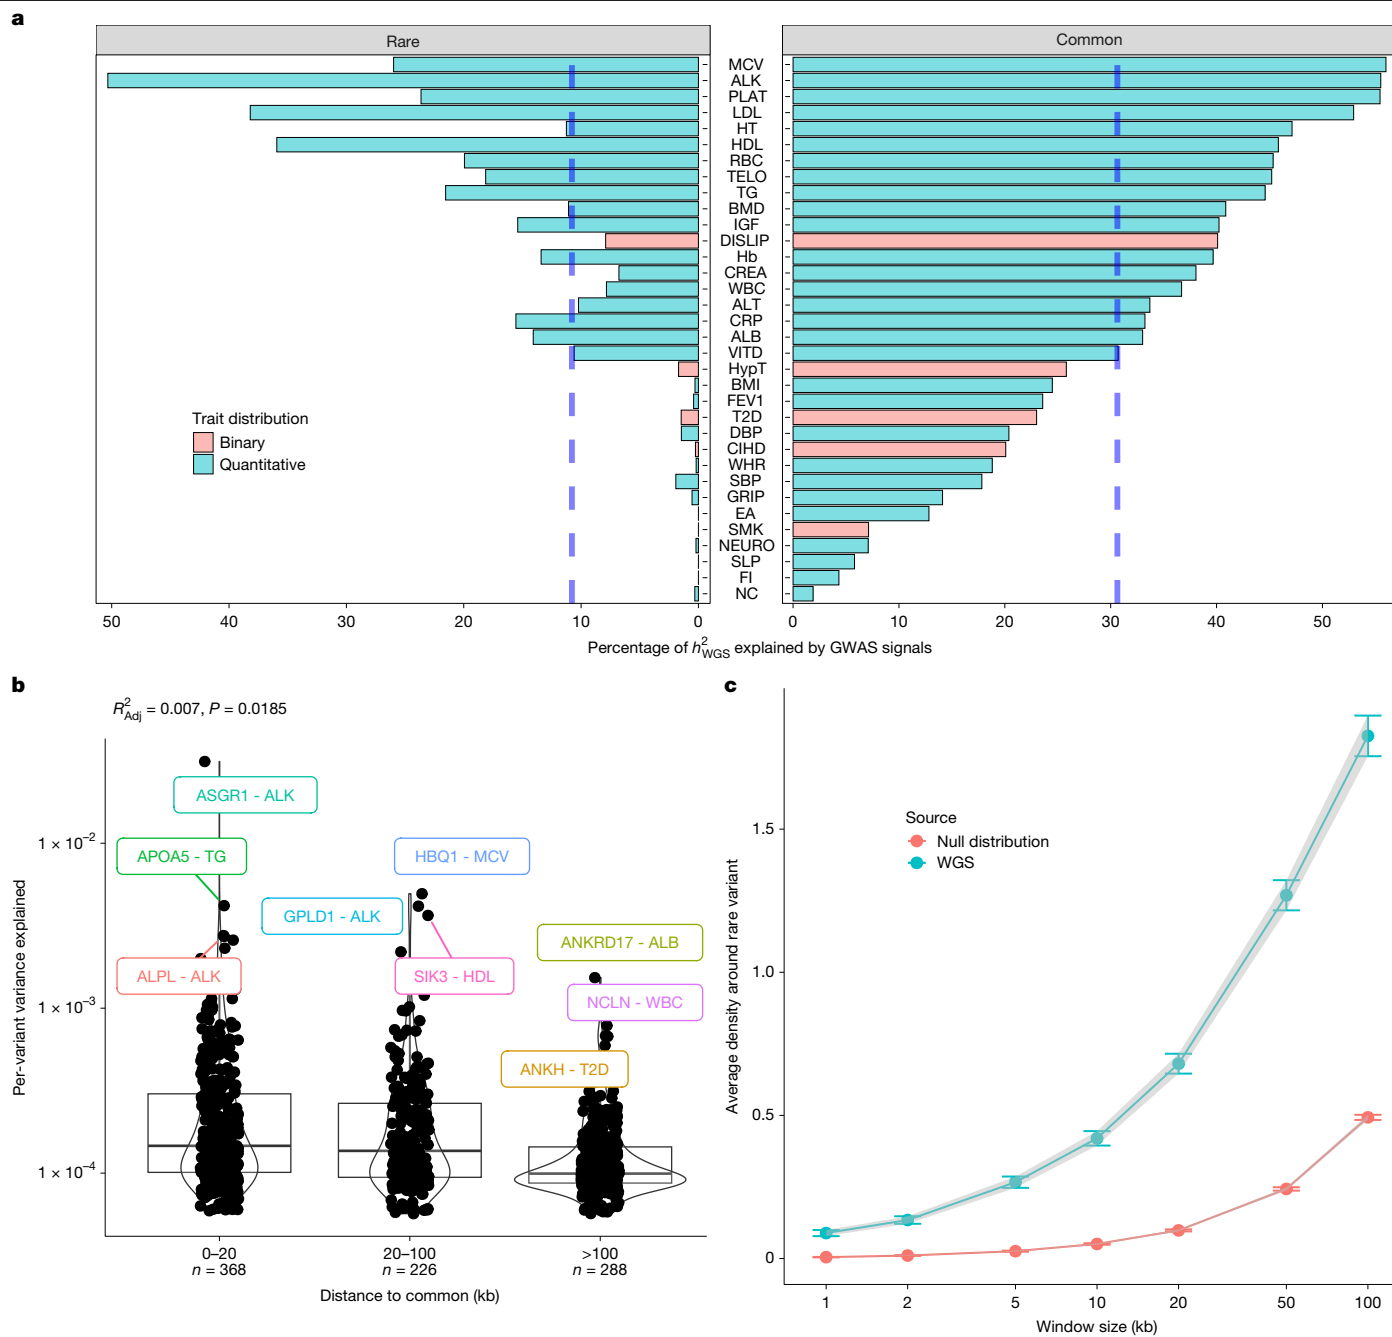 a
Rare
Common
MCV
ALK
PLAT
LDL
HT
HDL
RBC
TELO
TG
BMD
IGF
DISLIP
Hb
CREA
WBC
ALT
CRP
ALB
VITD
HypT
BMI
FEV1
T2D
DBP
CIHD
WHR
SBP
GRIP
EA
SMK
NEURO
SLP
FI
NC
Trait distribution
Binary
Quantitative
50 40 30 20 10 0 0 10 20 30 40 50
Percentage of h²WGS explained by GWAS signals
b
R²Adj = 0.007, P = 0.0185
ASGR1 - ALK
APOA5 - TG
HBQ1 - MCV
GPLD1 - ALK
ANKRD17 - ALB
ALPL - ALK
SIK3 - HDL
NCLN - WBC
ANKH - T2D
1 × 10⁻²
1 × 10⁻³
1 × 10⁻⁴
Per-variant variance explained
0–20 20–100 >100
n = 368 n = 226 n = 288
Distance to common (kb)
c
Source
Null distribution
WGS
1.5
1.0
0.5
0
Average density around rare variant
1 2 5 10 20 50 100
Window size (kb)